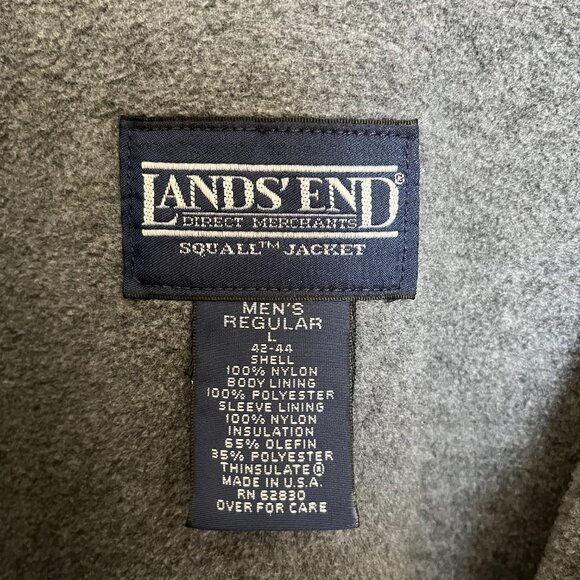 LANDS' END®
DIRECT MERCHANTS
SQUALL™ JACKET
MEN'S
REGULAR
L
42-44
SHELL
100% NYLON
BODY LINING
100% POLYESTER
SLEEVE LINING
100% NYLON
INSULATION
65% OLEFIN
35% POLYESTER
THINSULATE®
MADE IN U.S.A.
RN 62830
OVER FOR CARE